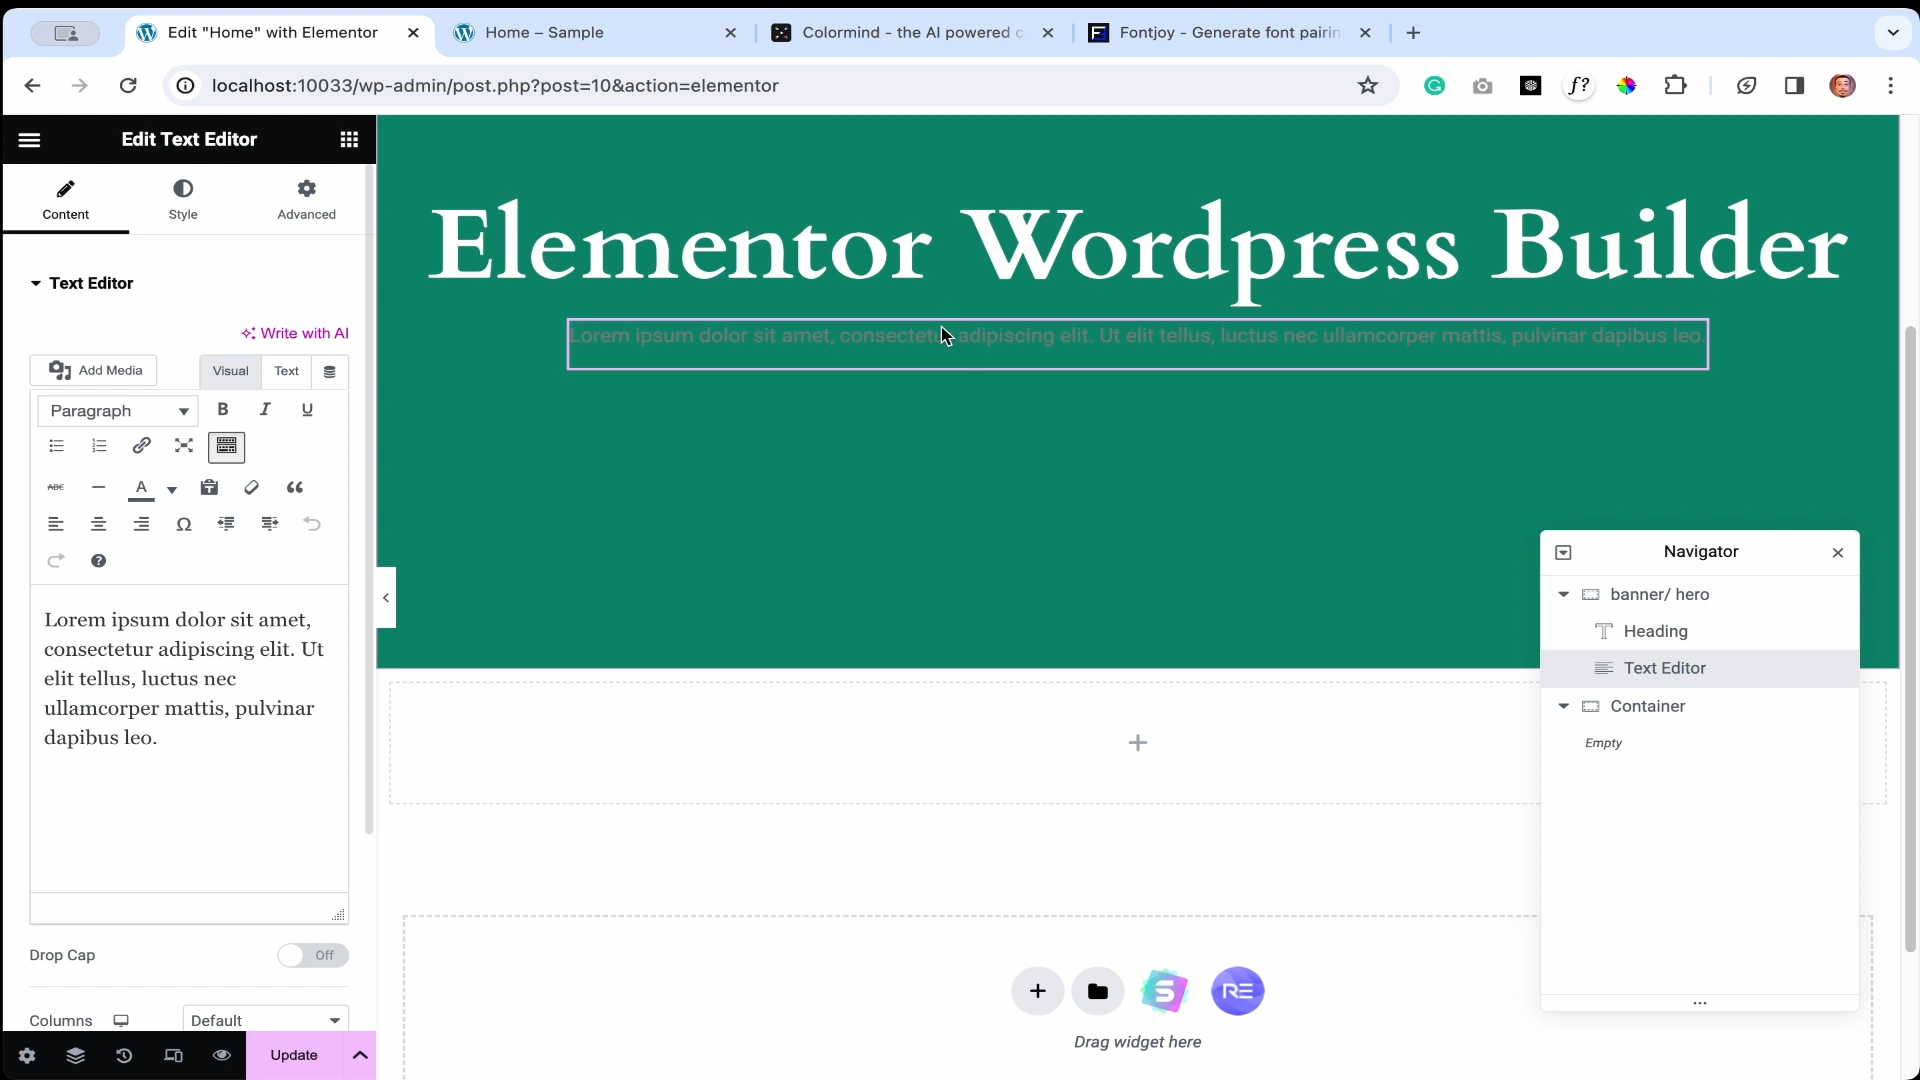 Edit "Home" with Elementor
Home – Sample
Colormind - the AI powered c
Fontjoy - Generate font pairin
localhost:10033/wp-admin/post.php?post=10&action=elementor
f?
Edit Text Editor
Content
Style
Advanced
Text Editor
Write with AI
Add Media
Visual
Text
Paragraph
B I U
ABC
A
Lorem ipsum dolor sit amet,
consectetur adipiscing elit. Ut
elit tellus, luctus nec
ullamcorper mattis, pulvinar
dapibus leo.
Drop Cap
Off
Columns
Default
Update
Elementor Wordpress Builder
Lorem ipsum dolor sit amet, consectetur adipiscing elit. Ut elit tellus, luctus nec ullamcorper mattis, pulvinar dapibus leo.
Navigator
banner/ hero
Heading
Text Editor
Container
Empty
S
RE
Drag widget here